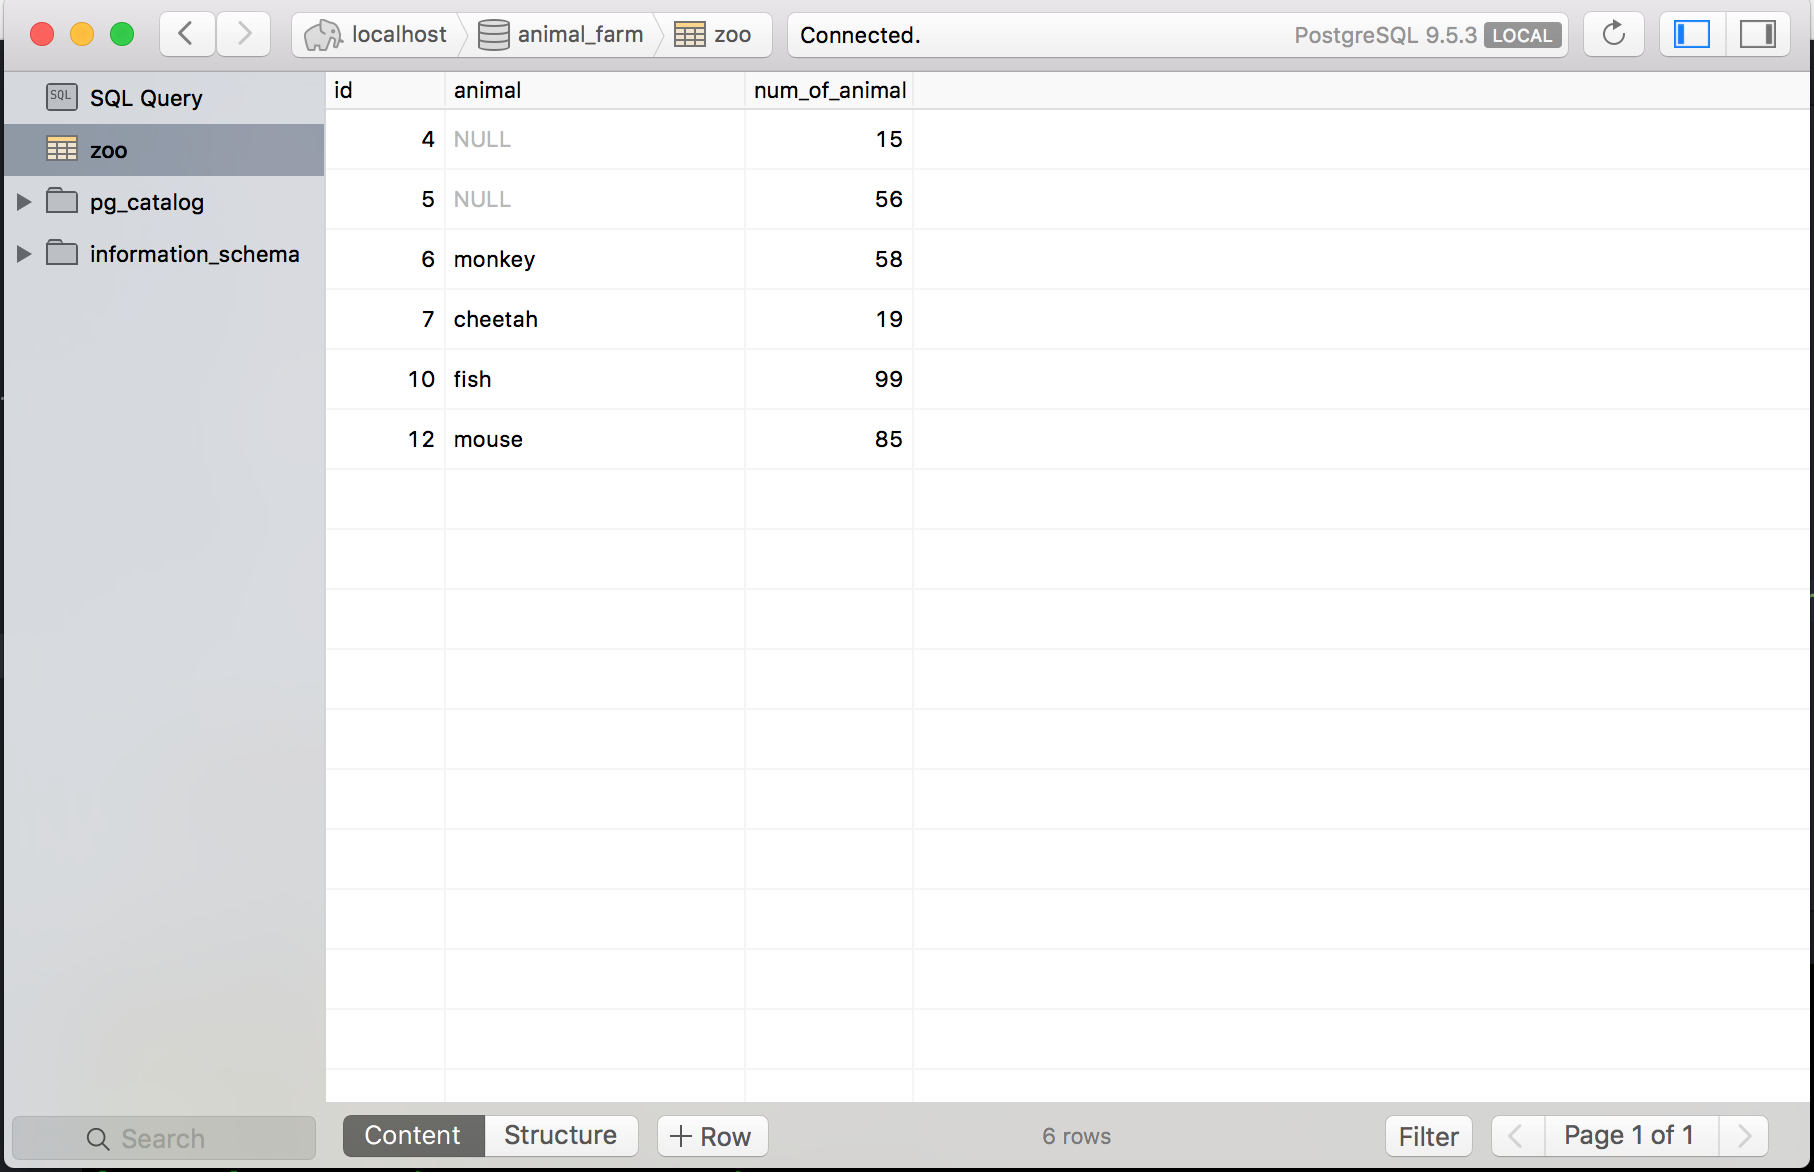 localhost animal_farm zoo Connected. PostgreSQL 9.5.3 LOCAL
SQL SQL Query
zoo
pg_catalog
information_schema
id animal num_of_animal
4 NULL 15
5 NULL 56
6 monkey 58
7 cheetah 19
10 fish 99
12 mouse 85
Search Content Structure + Row 6 rows Filter Page 1 of 1